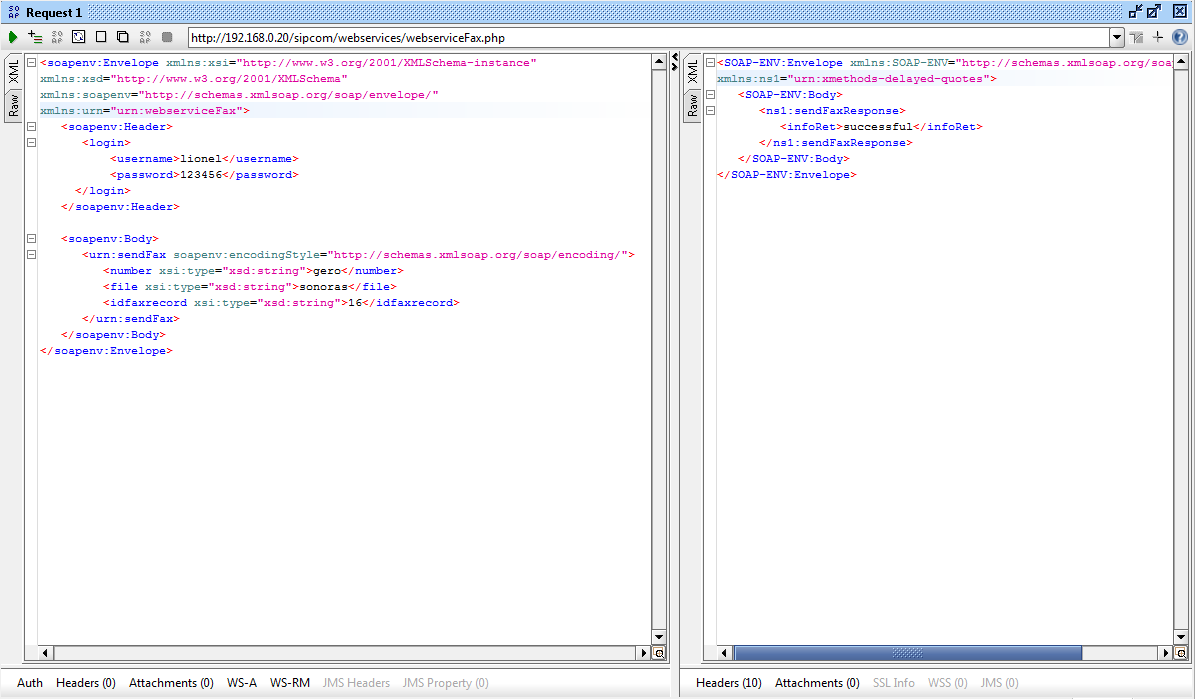 SO AP Request 1
http://192.168.0.20/sipcom/webservices/webserviceFax.php
XML
Raw
<soapenv:Envelope xmlns:xsi="http://www.w3.org/2001/XMLSchema-instance"
xmlns:xsd="http://www.w3.org/2001/XMLSchema"
xmlns:soapenv="http://schemas.xmlsoap.org/soap/envelope/"
xmlns:urn="urn:webserviceFax">
<soapenv:Header>
<login>
<username>lionel</username>
<password>123456</password>
</login>
</soapenv:Header>
<soapenv:Body>
<urn:sendFax soapenv:encodingStyle="http://schemas.xmlsoap.org/soap/encoding/">
<number xsi:type="xsd:string">gero</number>
<file xsi:type="xsd:string">sonoras</file>
<idfaxrecord xsi:type="xsd:string">16</idfaxrecord>
</urn:sendFax>
</soapenv:Body>
</soapenv:Envelope>
XML
Raw
<SOAP-ENV:Envelope xmlns:SOAP-ENV="http://schemas.xmlsoap.org/soa
xmlns:ns1="urn:xmethods-delayed-quotes">
<SOAP-ENV:Body>
<ns1:sendFaxResponse>
<infoRet>successful</infoRet>
</ns1:sendFaxResponse>
</SOAP-ENV:Body>
</SOAP-ENV:Envelope>
Auth Headers (0) Attachments (0) WS-A WS-RM JMS Headers JMS Property (0)
Headers (10) Attachments (0) SSL Info WSS (0) JMS (0)